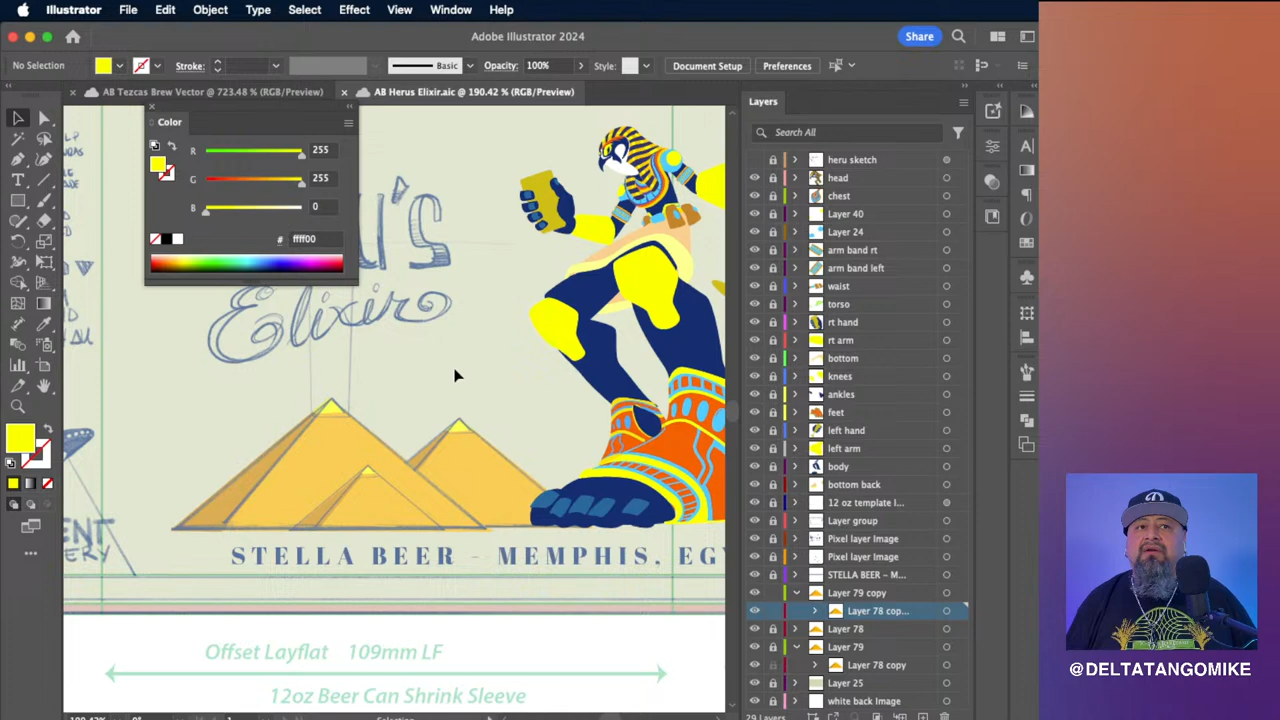 Illustrator File Edit Object Type Select Effect View Window Help
Adobe Illustrator 2024
Share
No Selection
Stroke:
Basic
Opacity: 100%
Style:
Document Setup
Preferences
AB Tezcas Brew Vector @ 723.48 % (RGB/Preview)
AB Herus Elixir.aic @ 190.42 % (RGB/Preview)
Color
R 255
G 255
B 0
# ffff00
U'S
Elixir
STELLA BEER - MEMPHIS, EG
Offset Layflat 109mm LF
12oz Beer Can Shrink Sleeve
Layers
Search All
heru sketch
head
chest
Layer 40
Layer 24
arm band rt
arm band left
waist
torso
rt hand
rt arm
bottom
knees
ankles
feet
left hand
left arm
body
bottom back
12 oz template l...
Layer group
Pixel layer Image
Pixel layer Image
STELLA BEER – M...
Layer 79 copy
Layer 78 cop...
Layer 78
Layer 79
Layer 78 copy
Layer 25
white back Image
29 Layers
@DELTATANGOMIKE